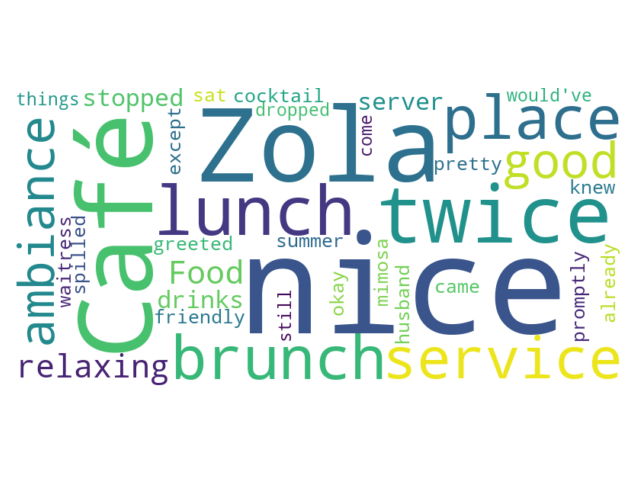 things
stopped
sat
cocktail
dropped
server
would've
except
Zola
come
place
pretty
good
knew
ambiance
Café
lunch
twice
waitress
spilled
greeted
summer
nice
Food
drinks
friendly
still
okay
mimosa
husband
came
promptly
already
relaxing
brunch
service